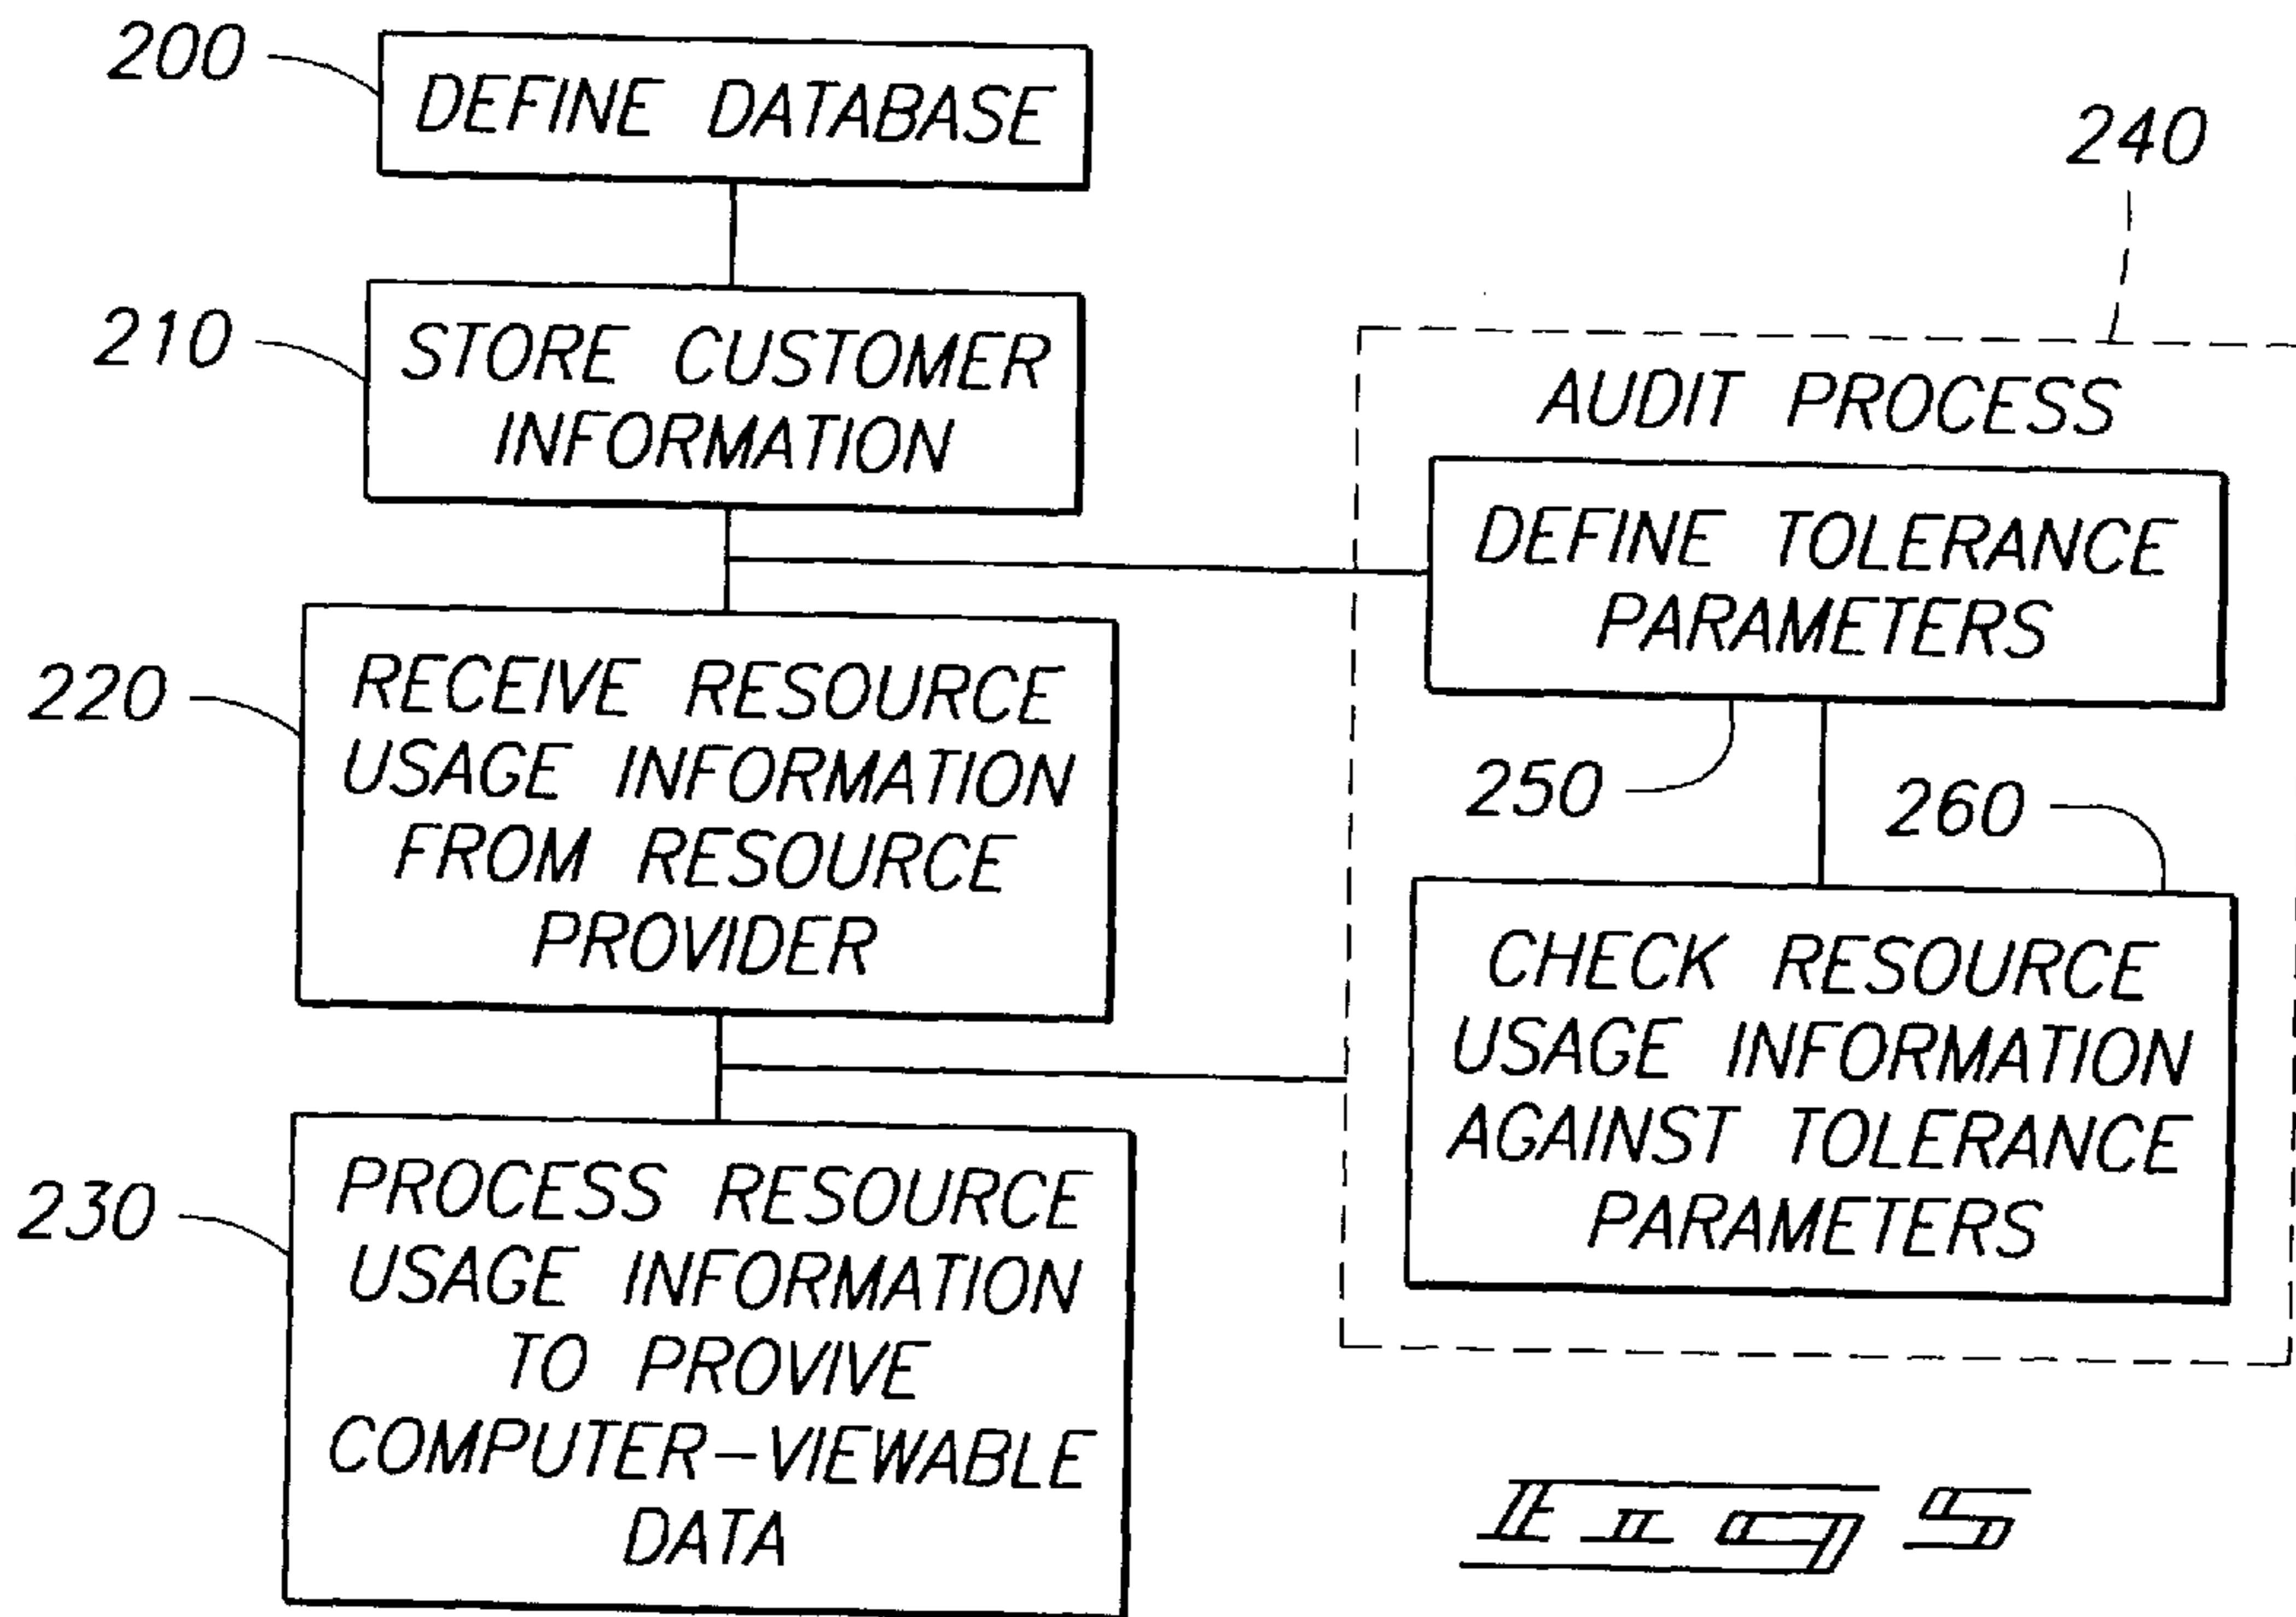 200
DEFINE DATABASE
210
STORE CUSTOMER
INFORMATION
220
RECEIVE RESOURCE
USAGE INFORMATION
FROM RESOURCE
PROVIDER
230
PROCESS RESOURCE
USAGE INFORMATION
TO PROVIVE
COMPUTER-VIEWABLE
DATA
240
AUDIT PROCESS
DEFINE TOLERANCE
PARAMETERS
250
260
CHECK RESOURCE
USAGE INFORMATION
AGAINST TOLERANCE
PARAMETERS
Fig 5